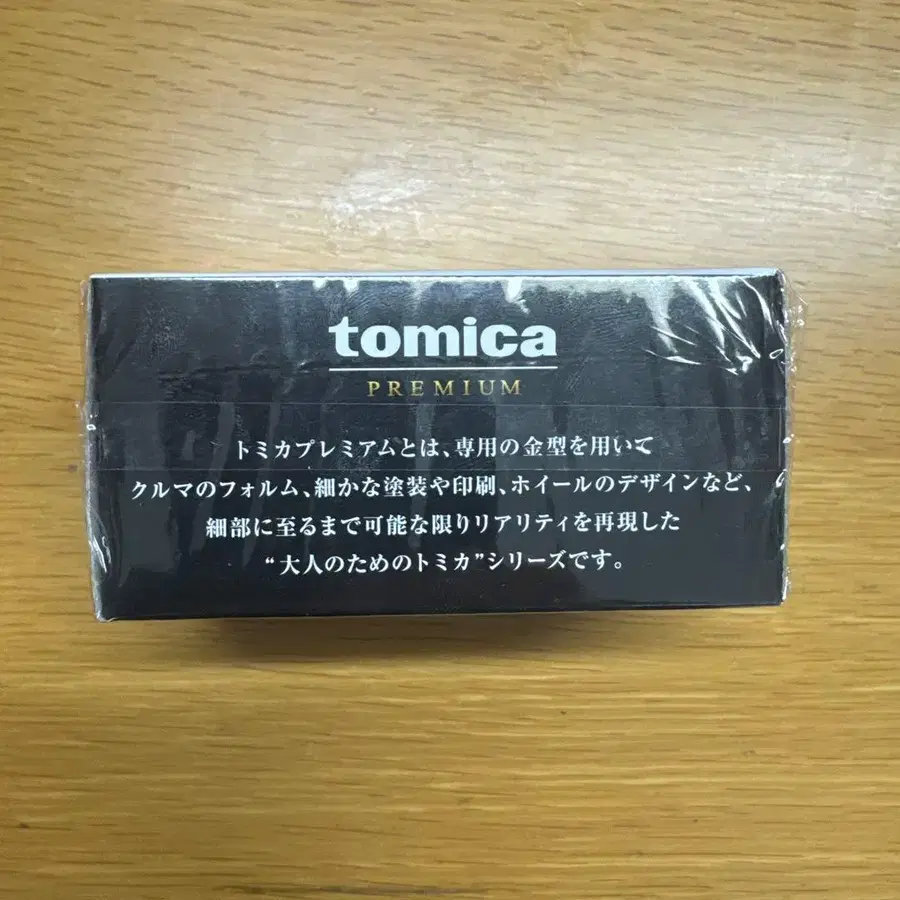 tomica
PREMIUM
トミカプレミアムとは、専用の金型を用いて
クルマのフォルム、細かな塗装や印刷、ホイールのデザインなど、
細部に至るまで可能な限りリアリティを再現した
“大人のためのトミカ”シリーズです。